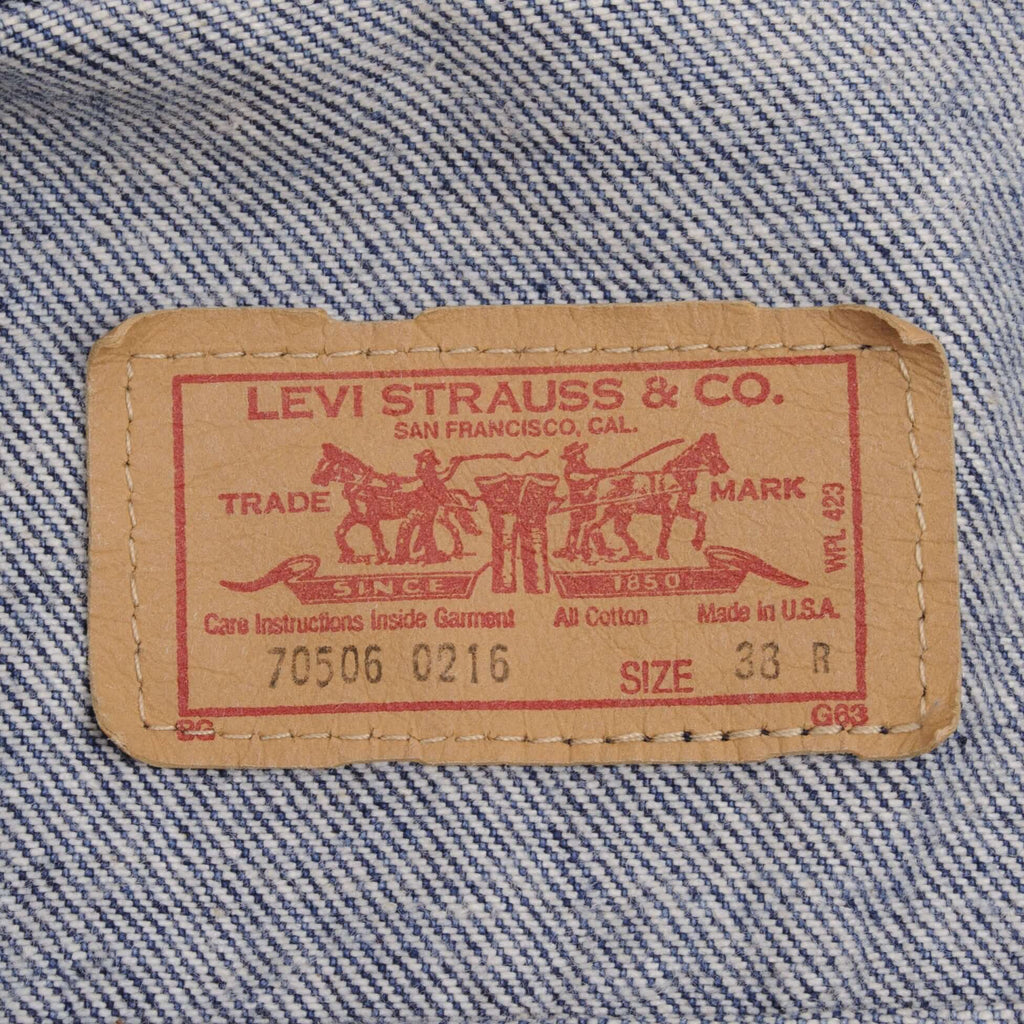 LEVI STRAUSS & CO.
SAN FRANCISCO, CAL.
TRADE MARK
WPL 423
SINCE 1850
Care Instructions Inside Garment All Cotton Made in U.S.A.
70506 0216 SIZE 38 R
G63